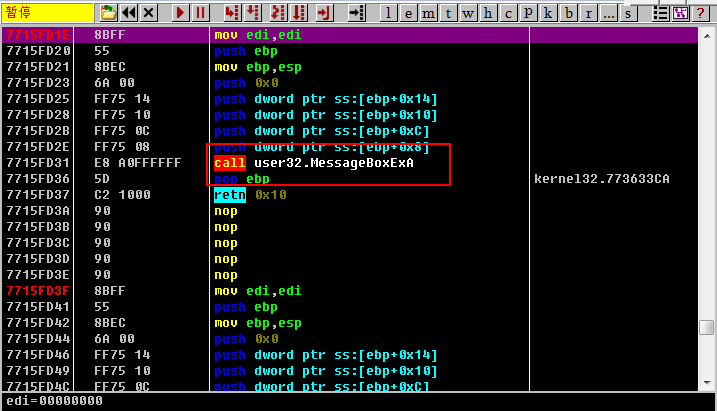 暂停 l e m t w h c p k b r ... s ?
7715FD1E 8BFF mov edi,edi
7715FD20 55 push ebp
7715FD21 8BEC mov ebp,esp
7715FD23 6A 00 push 0x0
7715FD25 FF75 14 push dword ptr ss:[ebp+0x14]
7715FD28 FF75 10 push dword ptr ss:[ebp+0x10]
7715FD2B FF75 0C push dword ptr ss:[ebp+0xC]
7715FD2E FF75 08 push dword ptr ss:[ebp+0x8]
7715FD31 E8 A0FFFFFF call user32.MessageBoxExA
7715FD36 5D pop ebp kernel32.773633CA
7715FD37 C2 1000 retn 0x10
7715FD3A 90 nop
7715FD3B 90 nop
7715FD3C 90 nop
7715FD3D 90 nop
7715FD3E 90 nop
7715FD3F 8BFF mov edi,edi
7715FD41 55 push ebp
7715FD42 8BEC mov ebp,esp
7715FD44 6A 00 push 0x0
7715FD46 FF75 14 push dword ptr ss:[ebp+0x14]
7715FD49 FF75 10 push dword ptr ss:[ebp+0x10]
7715FD4C FF75 0C push dword ptr ss:[ebp+0xC]
edi=00000000